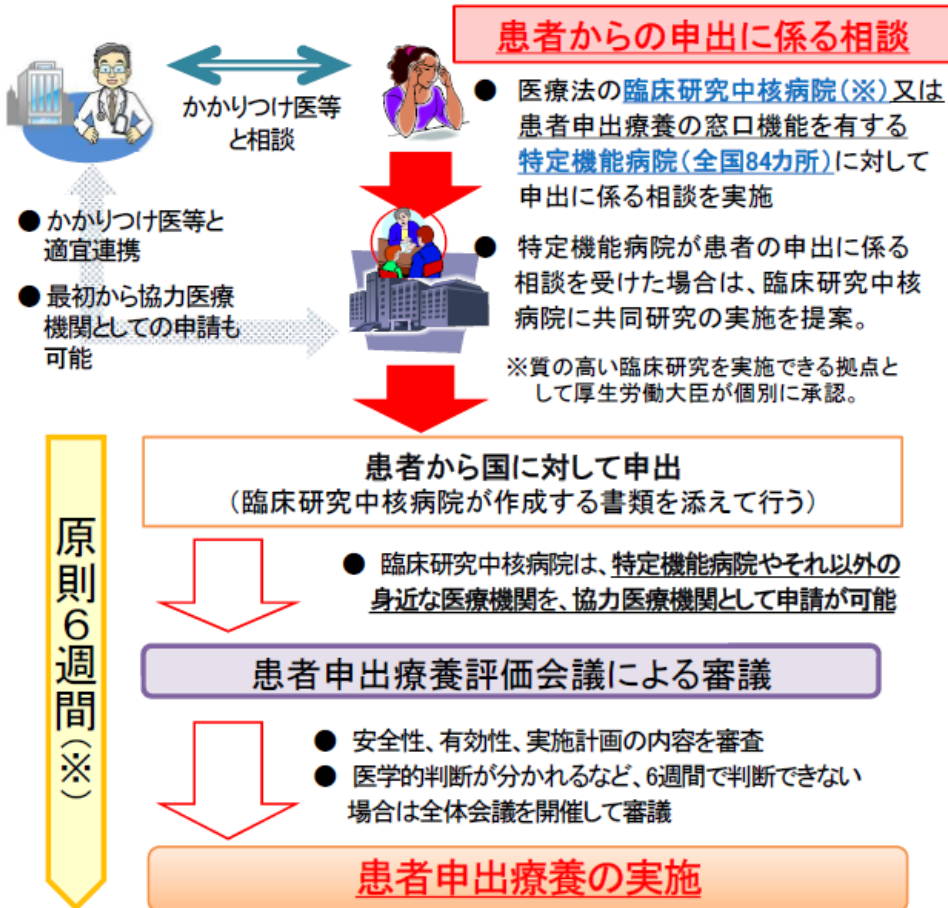 患者からの申出に係る相談
かかりつけ医等
と相談
● 医療法の臨床研究中核病院(※)又は
患者申出療養の窓口機能を有する
特定機能病院(全国84カ所)に対して
申出に係る相談を実施
● かかりつけ医等と
適宜連携
● 最初から協力医療
機関としての申請も
可能
● 特定機能病院が患者の申出に係る
相談を受けた場合は、臨床研究中核
病院に共同研究の実施を提案。
※質の高い臨床研究を実施できる拠点と
して厚生労働大臣が個別に承認。
原則6週間(※)
患者から国に対して申出
(臨床研究中核病院が作成する書類を添えて行う)
● 臨床研究中核病院は、特定機能病院やそれ以外の
身近な医療機関を、協力医療機関として申請が可能
患者申出療養評価会議による審議
● 安全性、有効性、実施計画の内容を審査
● 医学的判断が分かれるなど、6週間で判断できない
場合は全体会議を開催して審議
患者申出療養の実施